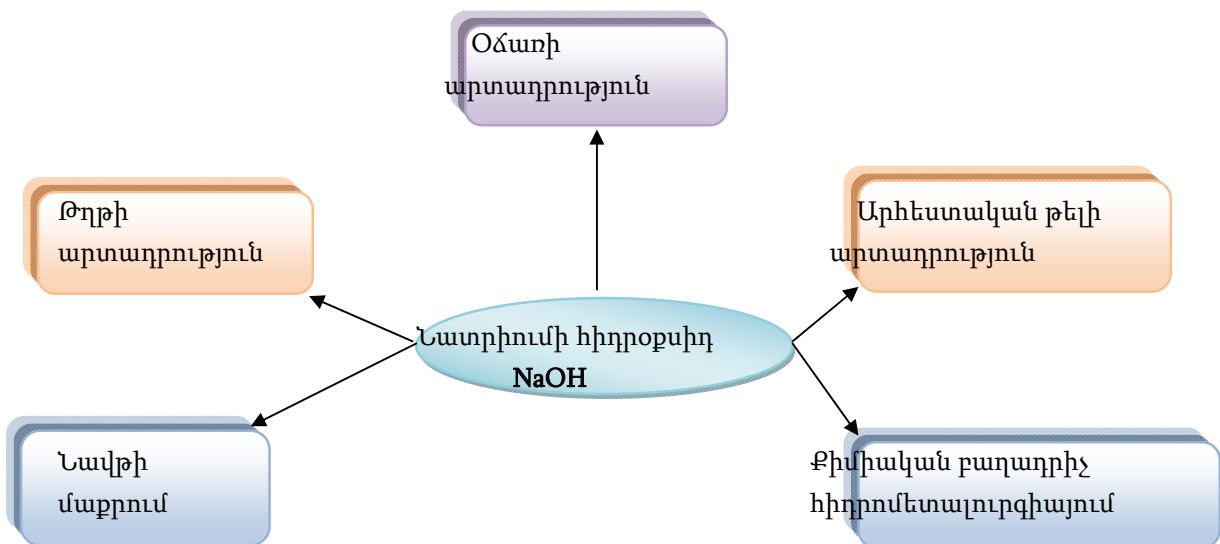 Օճառի
արտադրություն
Թղթի
արտադրություն
Արհեստական թելի
արտադրություն
Նատրիումի հիդրօքսիդ
NaOH
Նավթի
մաքրում
Քիմիական բաղադրիչ
հիդրոմետալուրգիայում